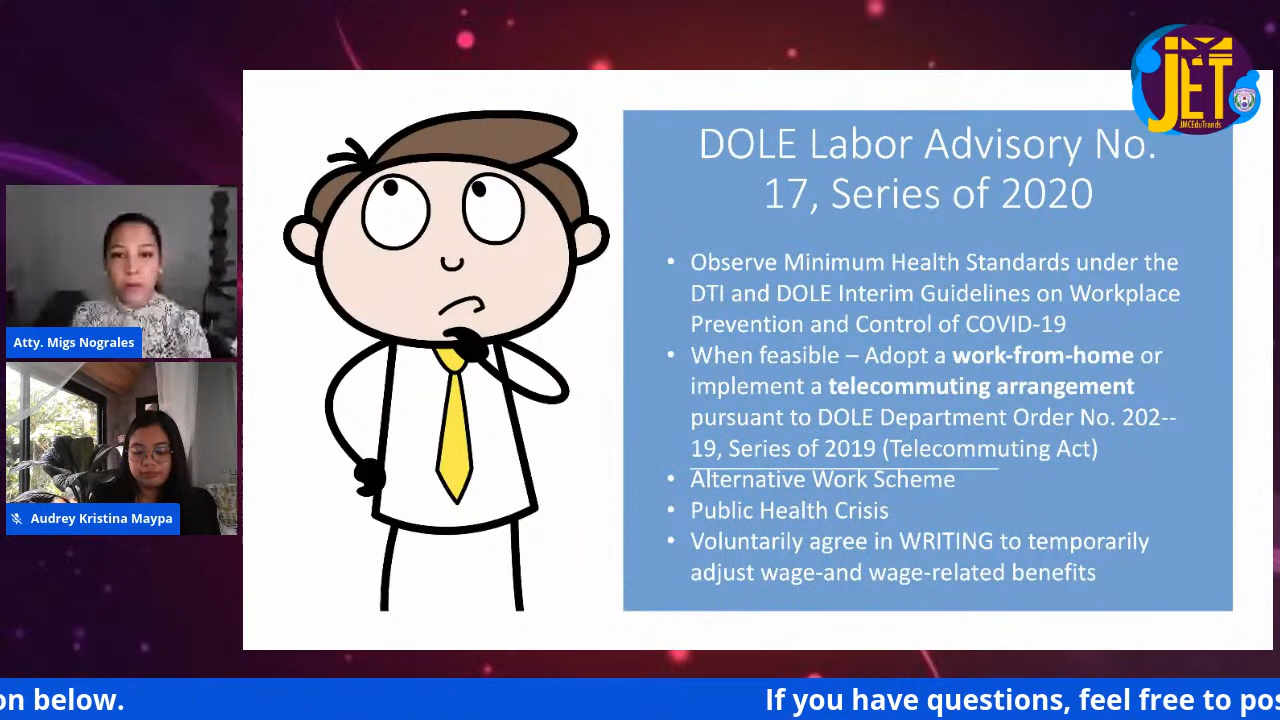 JET
JMCEduTrends
DOLE Labor Advisory No.
17, Series of 2020
• Observe Minimum Health Standards under the
DTI and DOLE Interim Guidelines on Workplace
Prevention and Control of COVID-19
• When feasible – Adopt a work-from-home or
implement a telecommuting arrangement
pursuant to DOLE Department Order No. 202--
19, Series of 2019 (Telecommuting Act)
• Alternative Work Scheme
• Public Health Crisis
• Voluntarily agree in WRITING to temporarily
adjust wage-and wage-related benefits
Atty. Migs Nograles
Audrey Kristina Maypa
on below.
If you have questions, feel free to pos